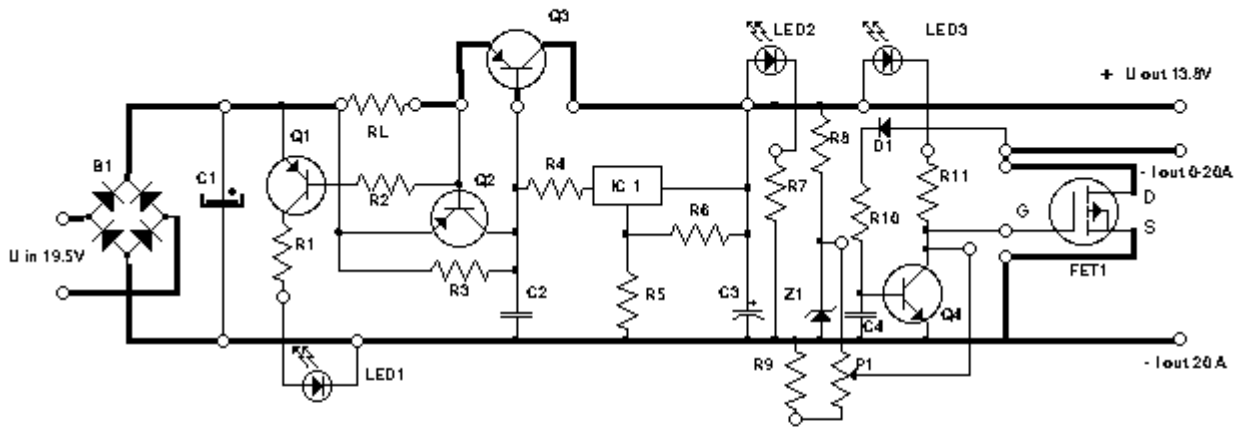 Q3
LED2
LED3
+ U out 13.8V
Q1
RL
R8
D1
B1
C1
R4
IC 1
R7
R11
- Iout 0-20A
R2
Q2
D
R6
R10
G
S
U in 19.5V
R1
FET1
R3
C2
R5
C3
Z1
C4
Q4
LED1
R9
P1
- Iout 20A